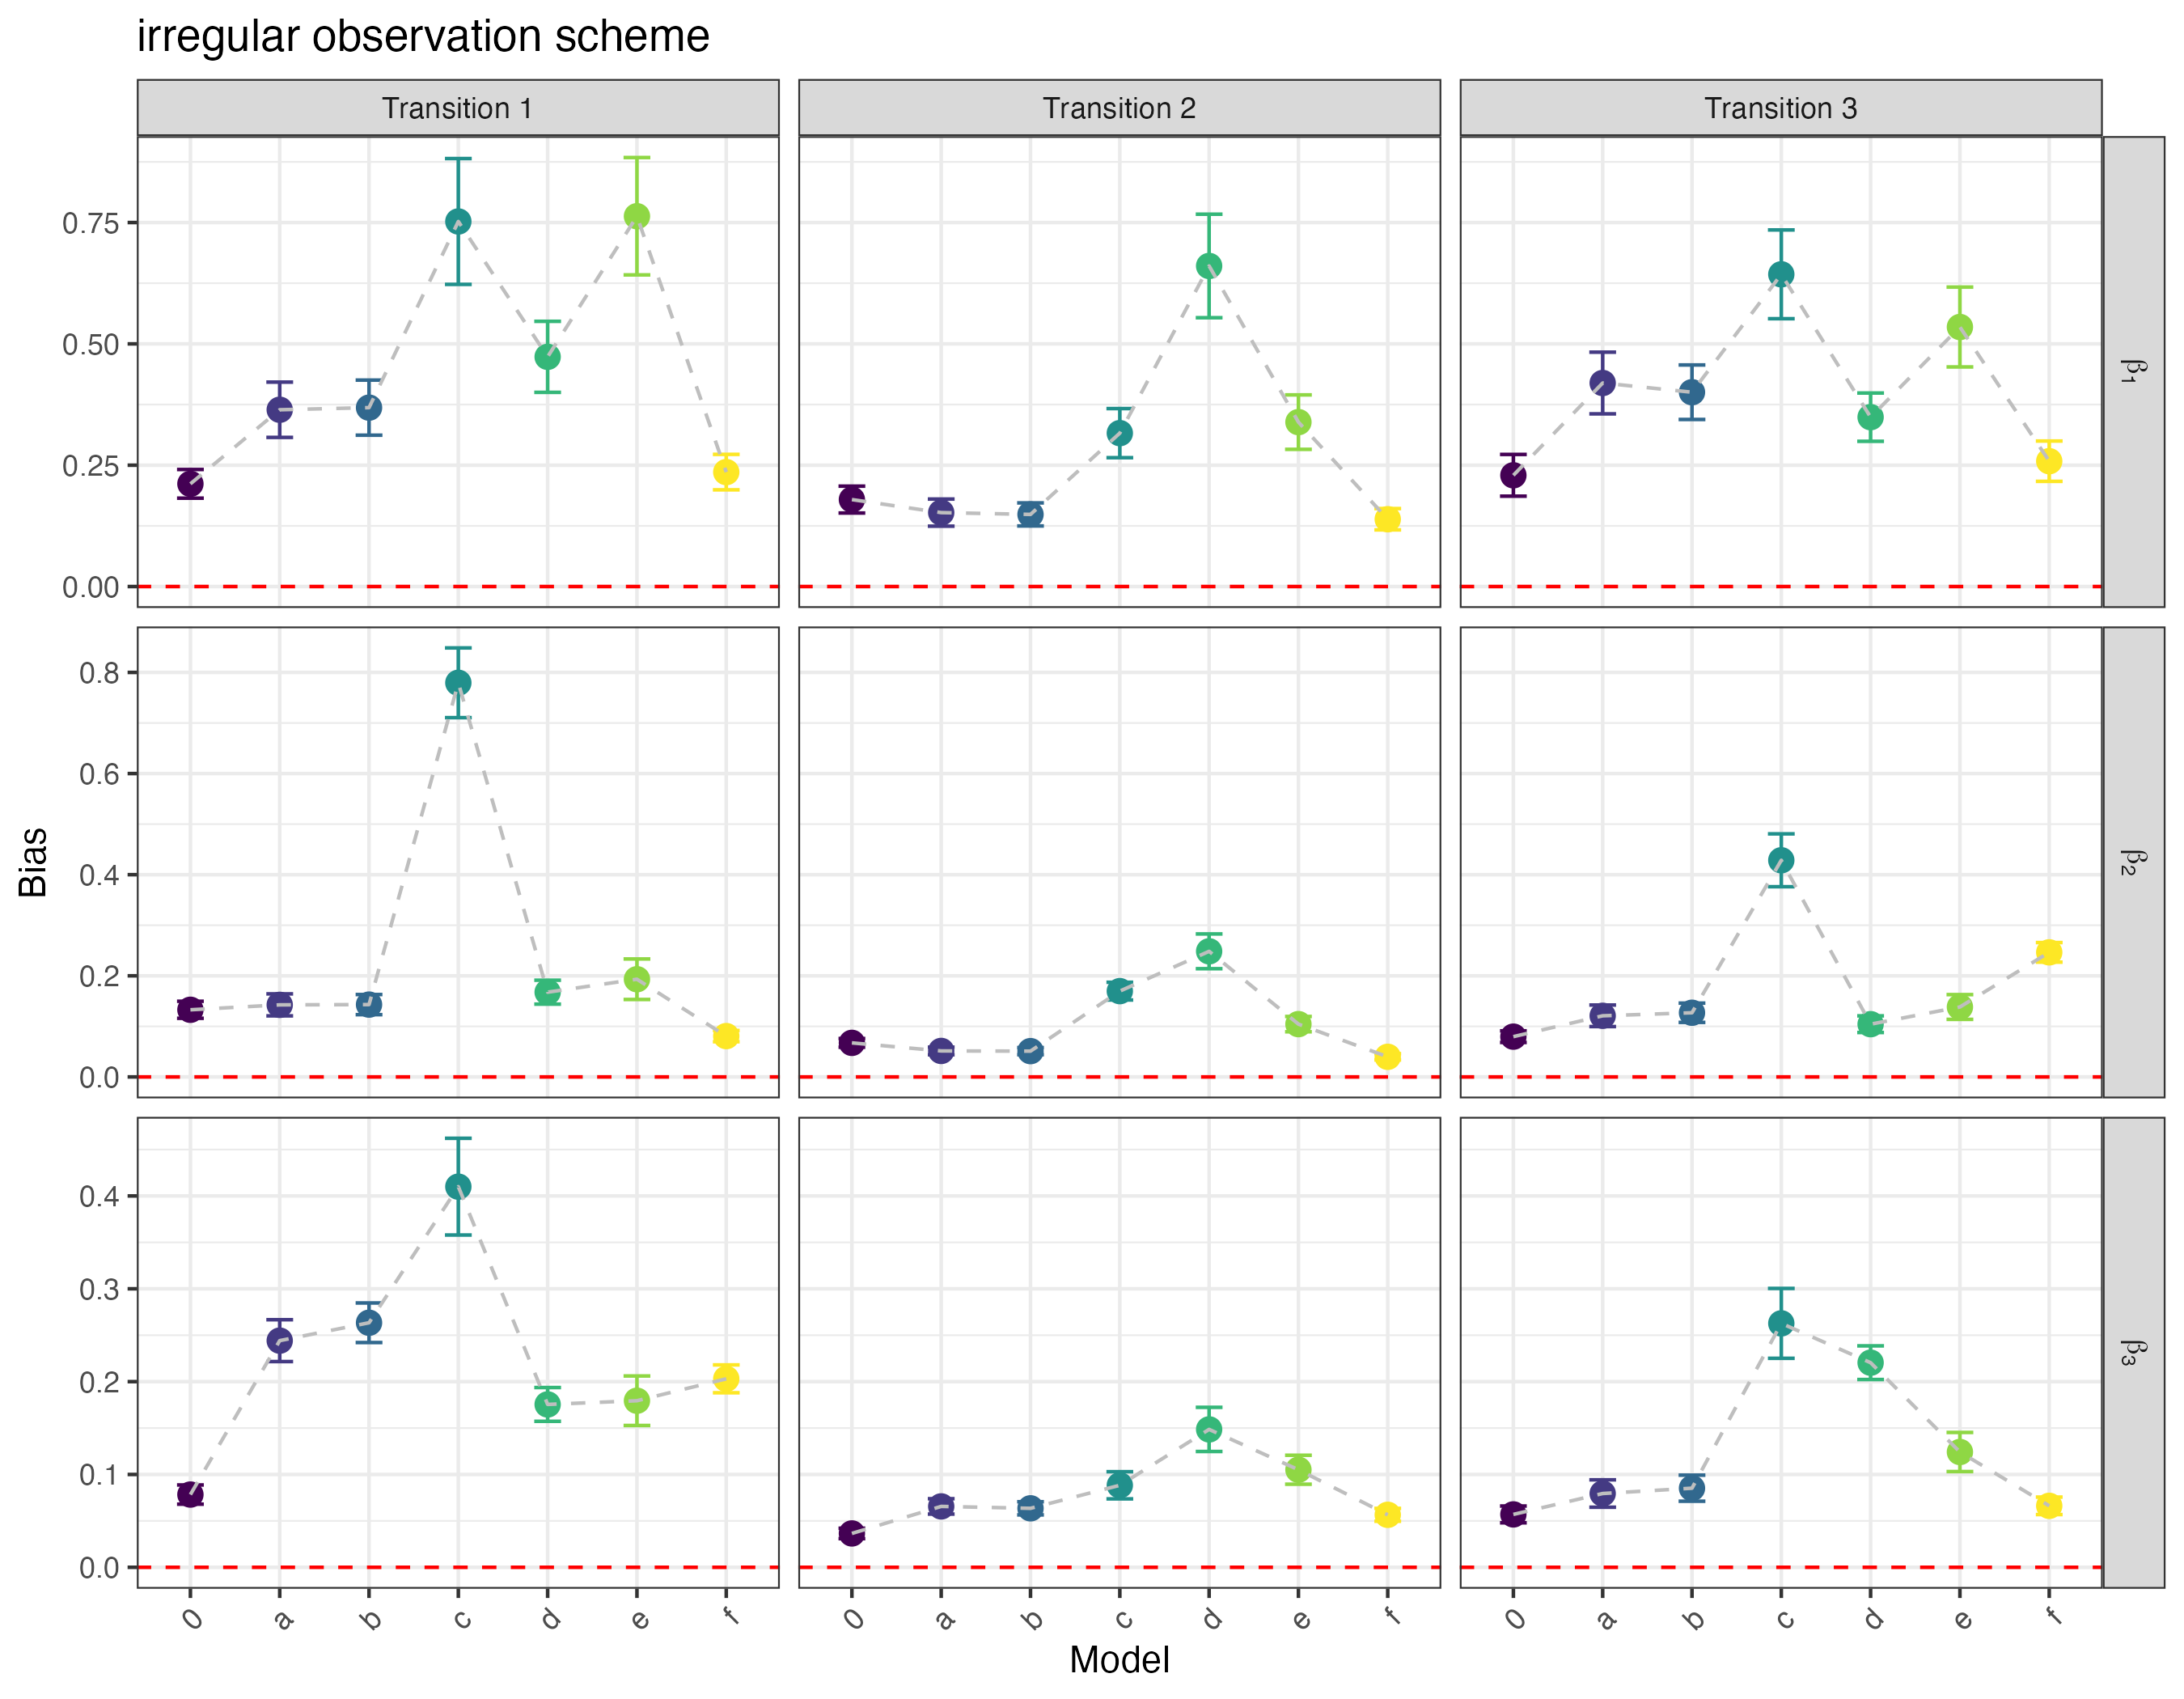 irregular observation scheme
Transition 1
Transition 2
Transition 3
0.75
0.50
0.25
0.00
β1
0.8
0.6
0.4
0.2
0.0
β2
Bias
0.4
0.3
0.2
0.1
0.0
β3
0 a b c d e f
0 a b c d e f
0 a b c d e f
Model